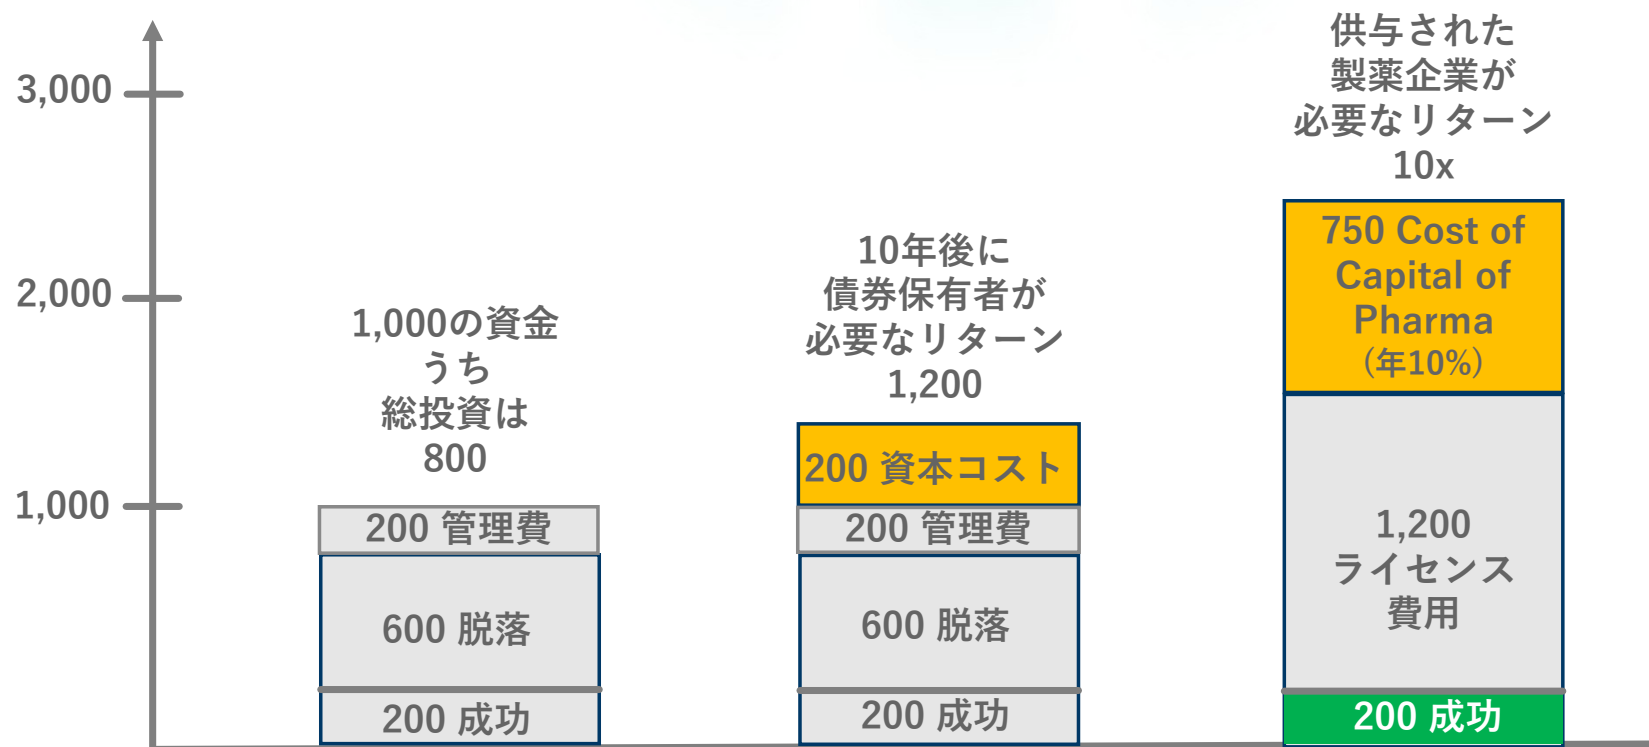 3,000
2,000
1,000
1,000の資金
うち
総投資は
800
200 管理費
600 脱落
200 成功
10年後に
債券保有者が
必要なリターン
1,200
200 資本コスト
200 管理費
600 脱落
200 成功
供与された
製薬企業が
必要なリターン
10x
750 Cost of
Capital of
Pharma
(年10%)
1,200
ライセンス
費用
200 成功